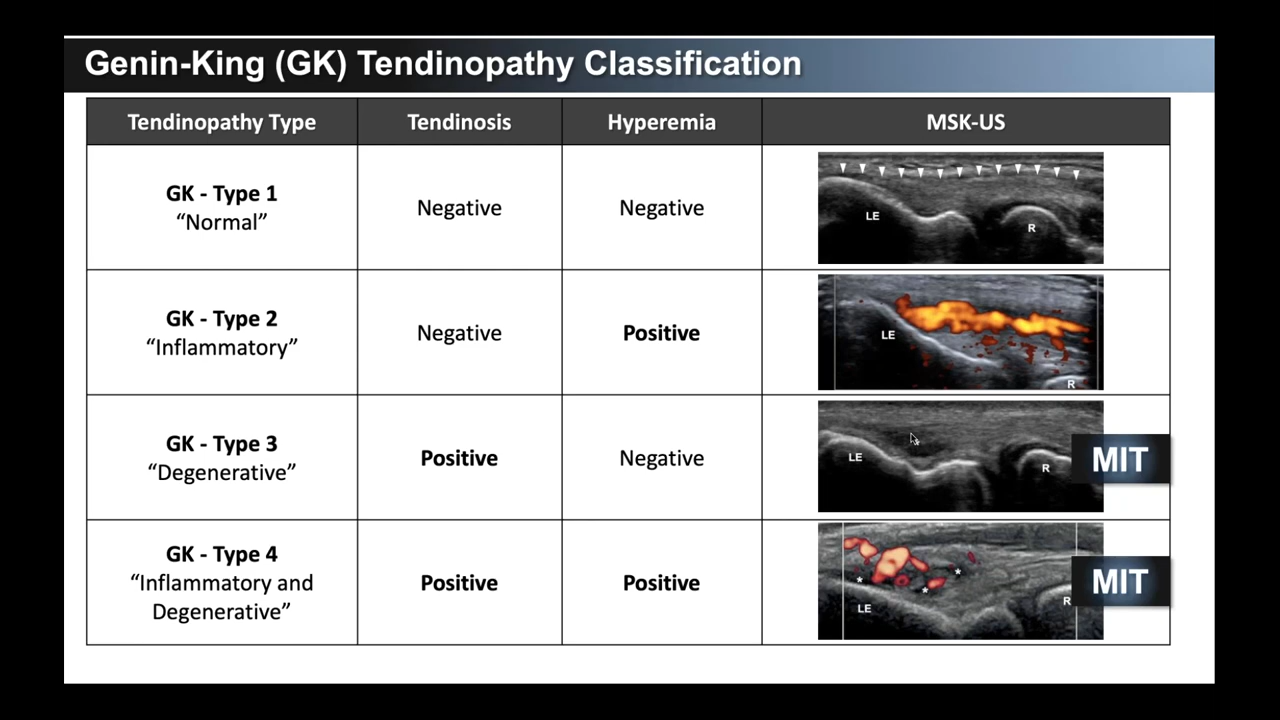 Genin-King (GK) Tendinopathy Classification
Tendinopathy Type Tendinosis Hyperemia MSK-US
GK - Type 1
“Normal”
Negative
Negative
LE
R
GK - Type 2
“Inflammatory”
Negative
Positive
LE
R
GK - Type 3
“Degenerative”
Positive
Negative
LE
R
MIT
GK - Type 4
“Inflammatory and
Degenerative”
Positive
Positive
* * *
LE
R
MIT